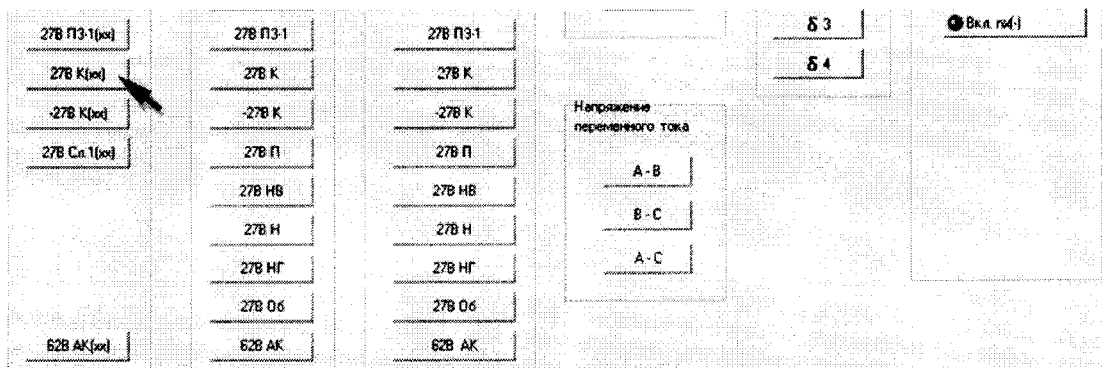 27В ПЗ-1(хх)
27В К(хх)
-27В К(хх)
27В Сл.1(хх)
62В АК(хх)
27В ПЗ-1
27В К
-27В К
27В П
27В НВ
27В Н
27В НГ
27В Об
62В АК
27В ПЗ-1
27В К
-27В К
27В П
27В НВ
27В Н
27В НГ
27В Об
62В АК
Напряжение
переменного тока
А - В
В - С
А - С
δ 3
δ 4
Вкл. пи(-)